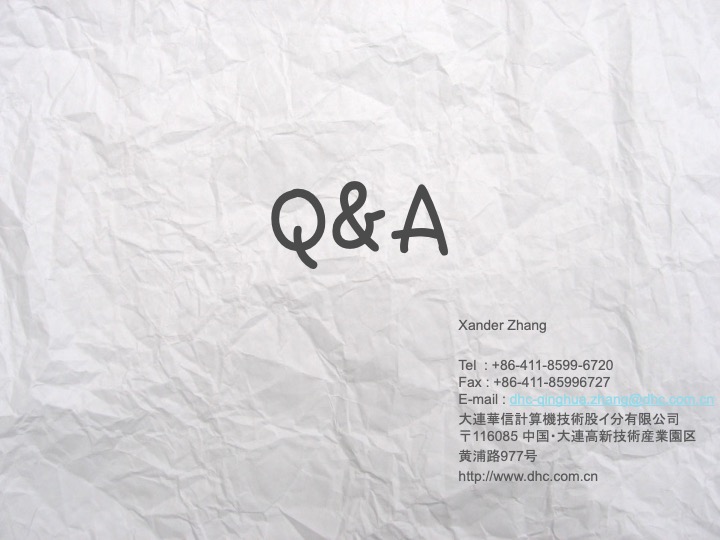 Q&A
Xander Zhang
Tel : +86-411-8599-6720
Fax : +86-411-85996727
E-mail : dhc-qinghua.zhang@dhc.com.cn
大連華信計算機技術股イ分有限公司
〒116085 中国･大連高新技術産業園区
黄浦路977号
http://www.dhc.com.cn